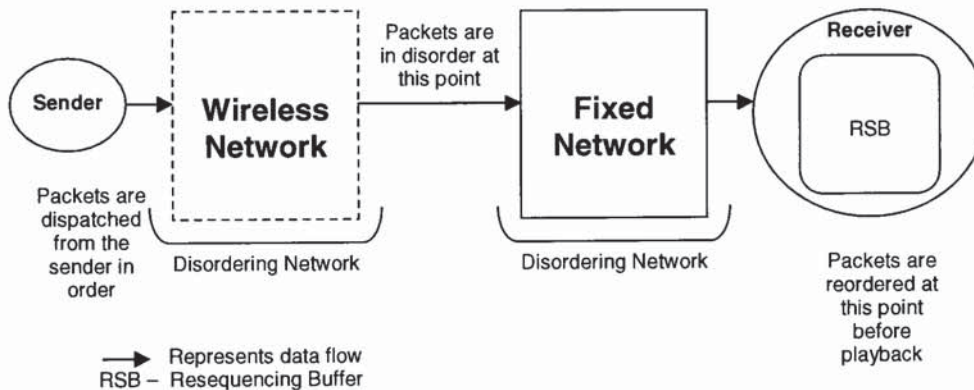 Sender
Packets are
dispatched
from the
sender in
order
Wireless
Network
Disordering Network
Packets are
in disorder at
this point
Fixed
Network
Disordering Network
Receiver
RSB
Packets are
reordered at
this point
before
playback
Represents data flow
RSB – Resequencing Buffer